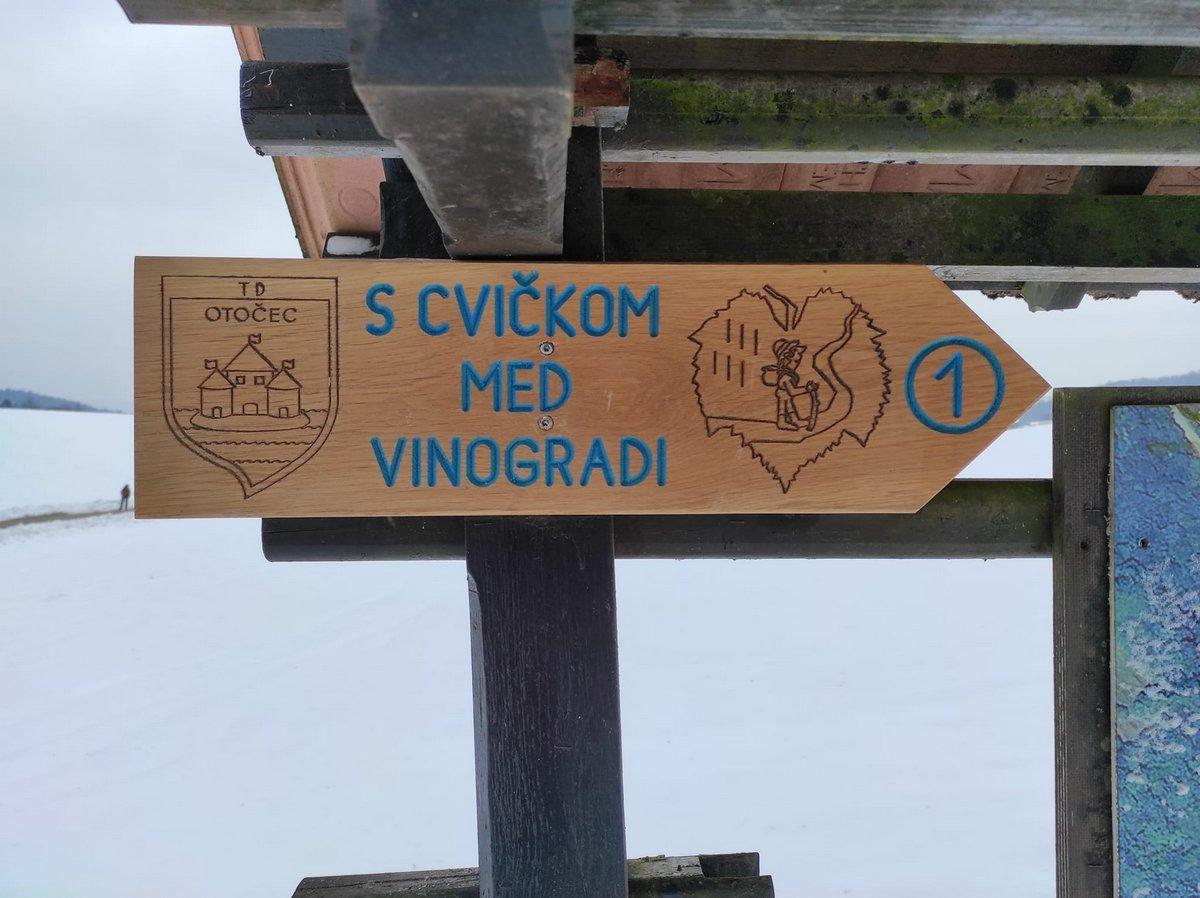 TD
OTOČEC
S CVIČKOM
MED
VINOGRADI
1